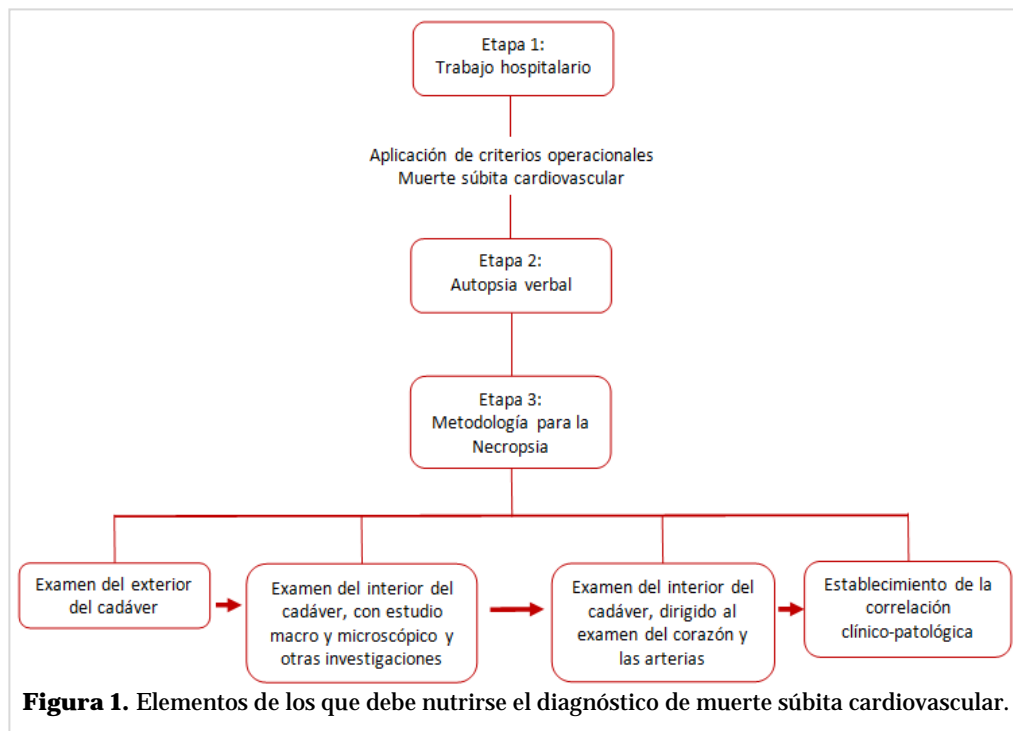 Etapa 1:
Trabajo hospitalario
Aplicación de criterios operacionales
Muerte súbita cardiovascular
Etapa 2:
Autopsia verbal
Etapa 3:
Metodología para la
Necropsia
Examen del exterior
del cadáver
Examen del interior del
cadáver, con estudio
macro y microscópico y
otras investigaciones
Examen del interior del
cadáver, dirigido al
examen del corazón y
las arterias
Establecimiento de la
correlación
clínico-patológica
Figura 1. Elementos de los que debe nutrirse el diagnóstico de muerte súbita cardiovascular.